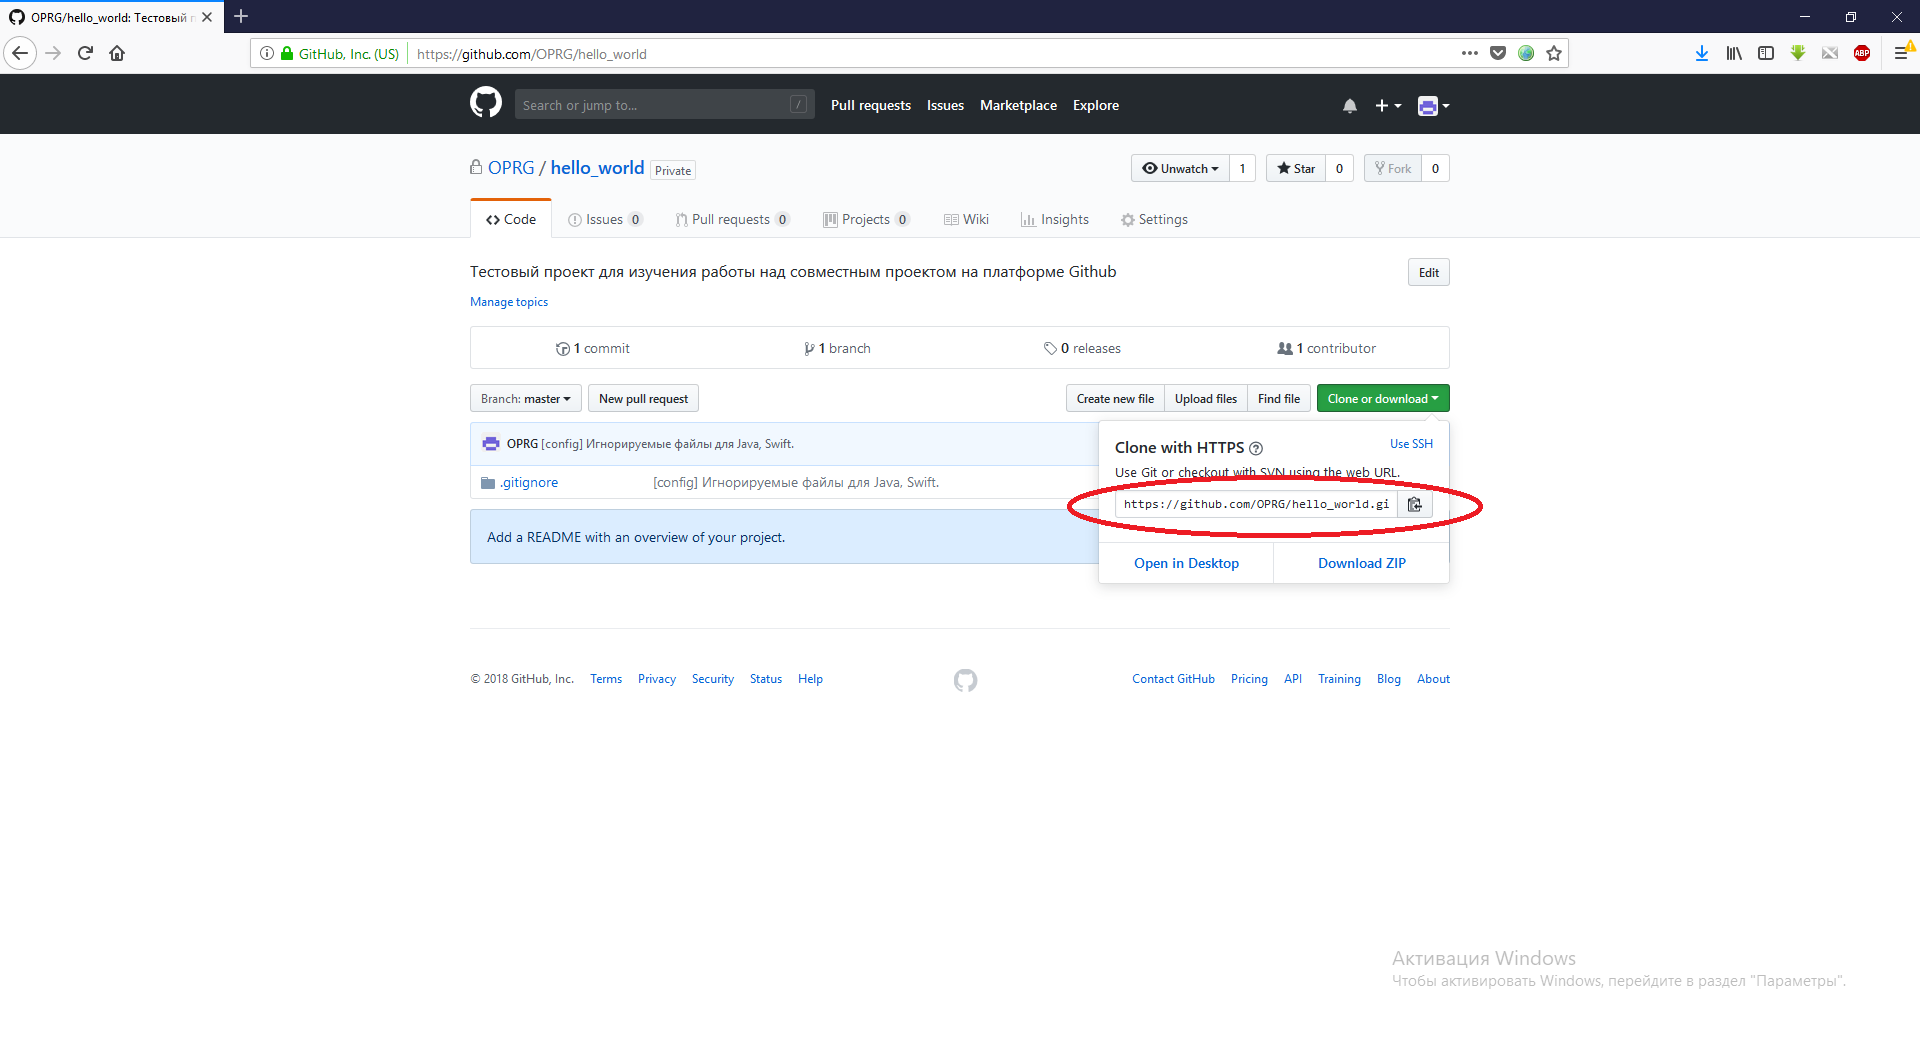 OPRG/hello_world: Тестовый
GitHub, Inc. (US) https://github.com/OPRG/hello_world
ABP
Search or jump to... / Pull requests Issues Marketplace Explore
OPRG / hello_world Private Unwatch 1 Star 0 Fork 0
Code Issues 0 Pull requests 0 Projects 0 Wiki Insights Settings
Тестовый проект для изучения работы над совместным проектом на платформе Github Edit
Manage topics
1 commit 1 branch 0 releases 1 contributor
Branch: master New pull request Create new file Upload files Find file Clone or download
OPRG [config] Игнорируемые файлы для Java, Swift.
.gitignore [config] Игнорируемые файлы для Java, Swift.
Add a README with an overview of your project.
Clone with HTTPS Use SSH
Use Git or checkout with SVN using the web URL.
https://github.com/OPRG/hello_world.gi
Open in Desktop Download ZIP
© 2018 GitHub, Inc. Terms Privacy Security Status Help Contact GitHub Pricing API Training Blog About
Активация Windows
Чтобы активировать Windows, перейдите в раздел "Параметры".